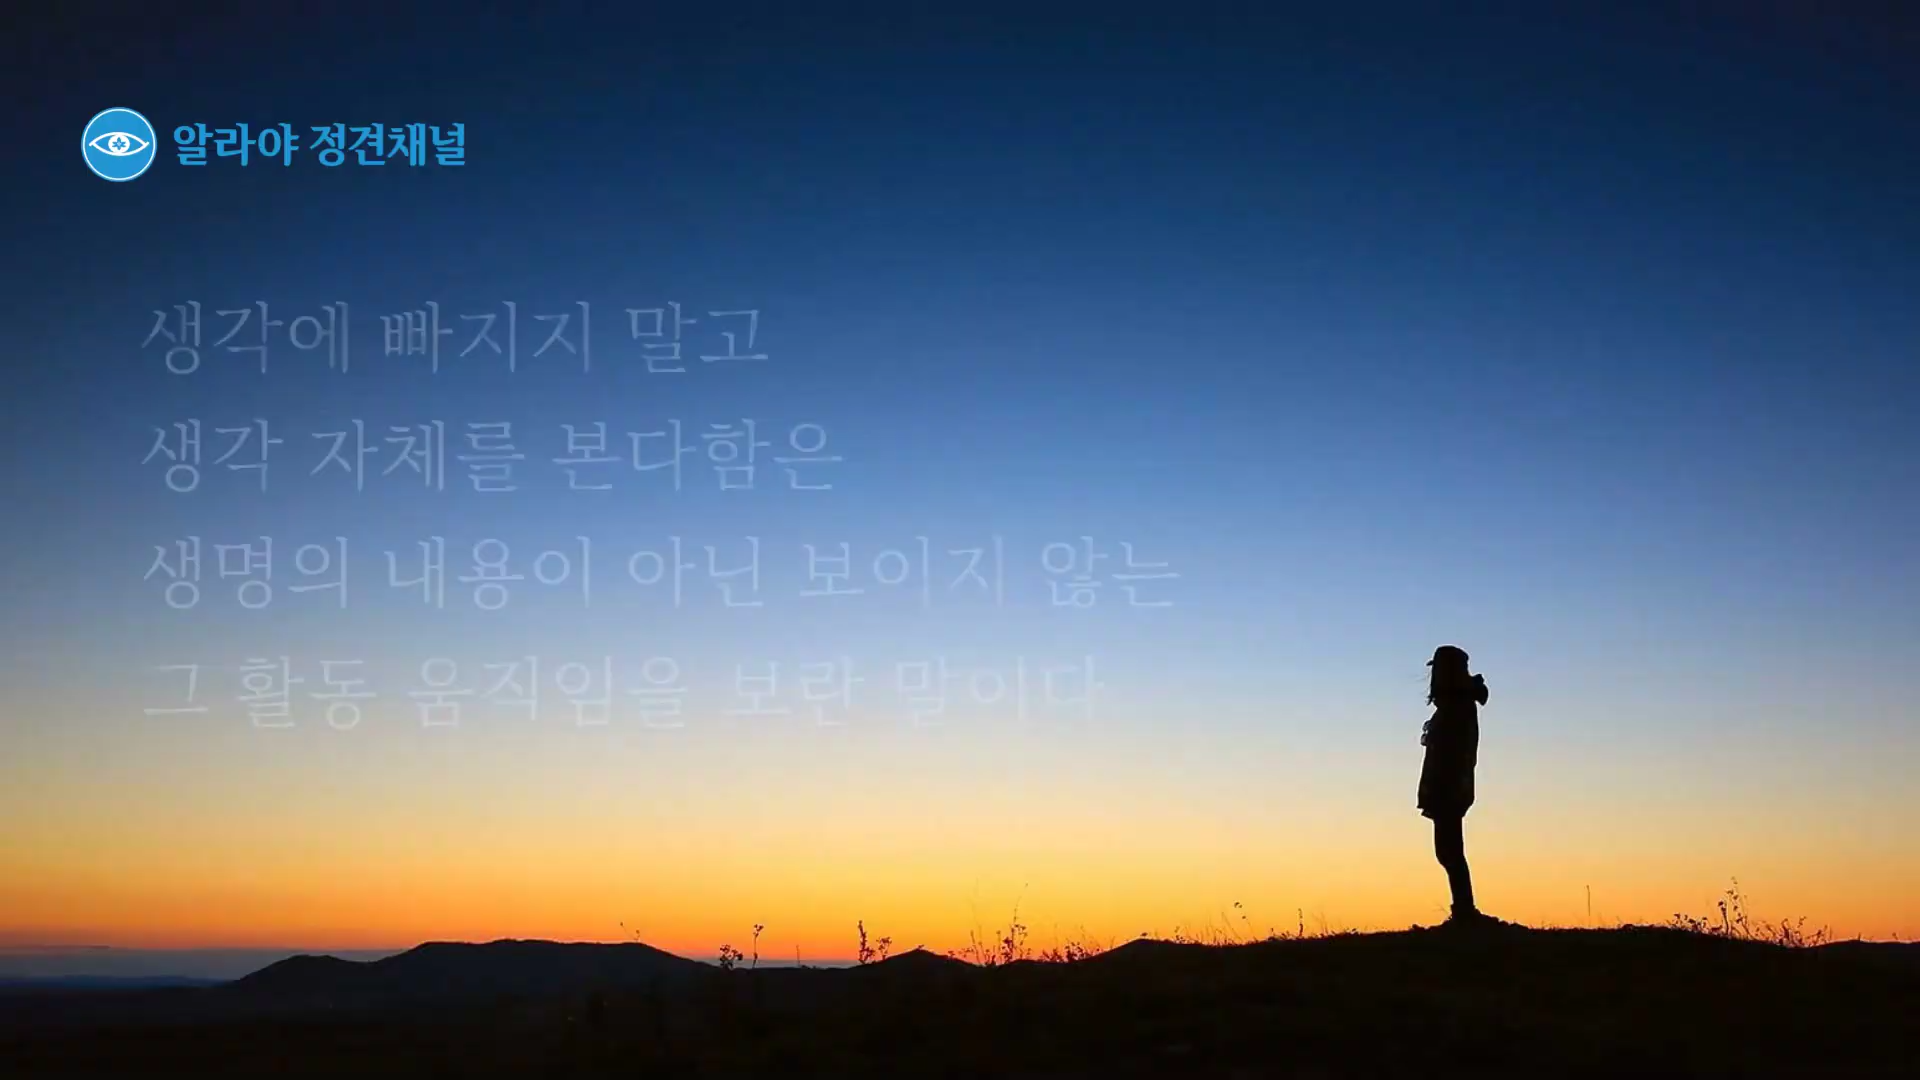 알라야 정견채널
생각에 빠지지 말고
생각 자체를 본다함은
생명의 내용이 아닌 보이지 않는
그 활동 움직임을 보란 말이다